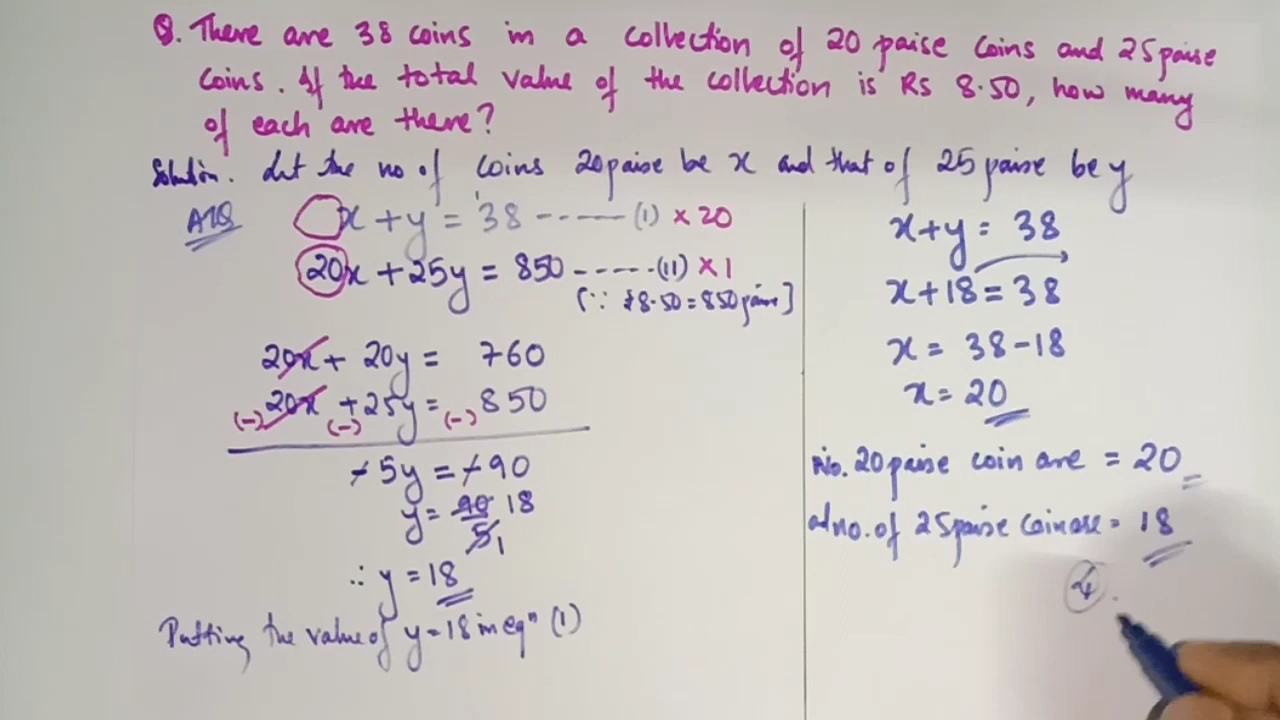 Q. There are 38 coins in a collection of 20 paise coins and 25 paise
coins. If the total value of the collection is Rs 8.50, how many
of each are there?
Solution. Let the no of coins 20 paise be x and that of 25 paise be y
ATQ
x + y = 38 ------ (1) × 20
20x + 25y = 850 ------ (11) × 1
[∵ ₹8.50 = 850 paise]
20x + 20y = 760
20x + 25y = 850
(-) (-) (-)
-5y = -90
y = 90/5 18
1
∴ y = 18
Putting the value of y = 18 in eqⁿ (1)
x + y = 38
x + 18 = 38
x = 38 - 18
x = 20
No. 20 paise coin are = 20
ad no. of 25 paise coin are = 18